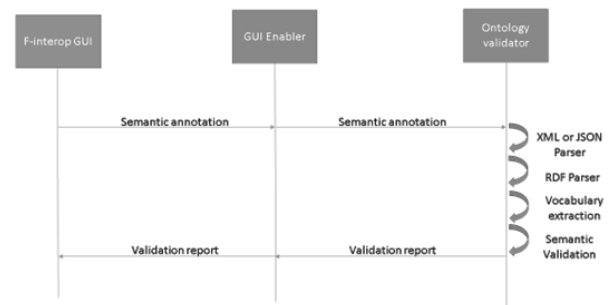 F-interop GUI
GUI Enabler
Ontology
validator
Semantic annotation
Semantic annotation
XML or JSON
Parser
RDF Parser
Vocabulary
extraction
Semantic
Validation
Validation report
Validation report